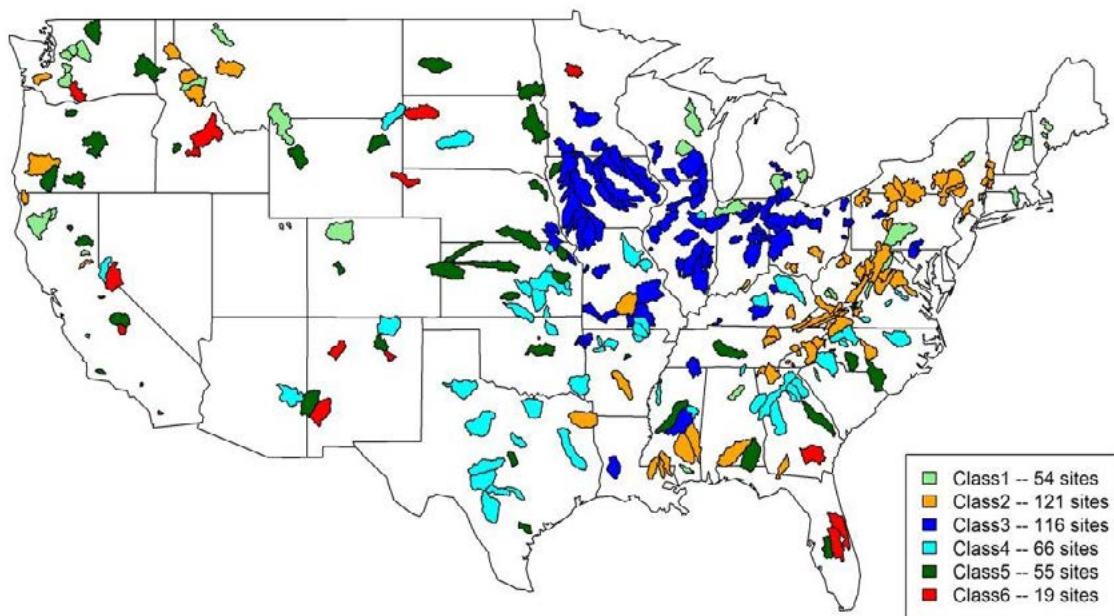 Class1 -- 54 sites
Class2 -- 121 sites
Class3 -- 116 sites
Class4 -- 66 sites
Class5 -- 55 sites
Class6 -- 19 sites